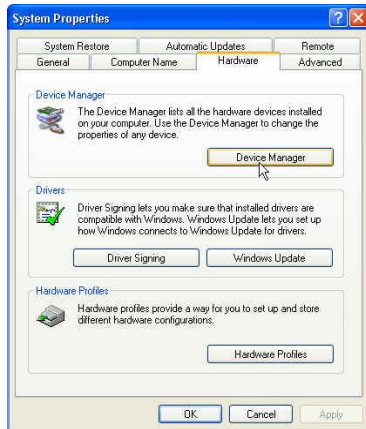 System Properties
System Restore Automatic Updates Remote
General Computer Name Hardware Advanced
Device Manager
The Device Manager lists all the hardware devices installed
on your computer. Use the Device Manager to change the
properties of any device.
Device Manager
Drivers
Driver Signing lets you make sure that installed drivers are
compatible with Windows. Windows Update lets you set up
how Windows connects to Windows Update for drivers.
Driver Signing Windows Update
Hardware Profiles
Hardware profiles provide a way for you to set up and store
different hardware configurations.
Hardware Profiles
OK Cancel Apply